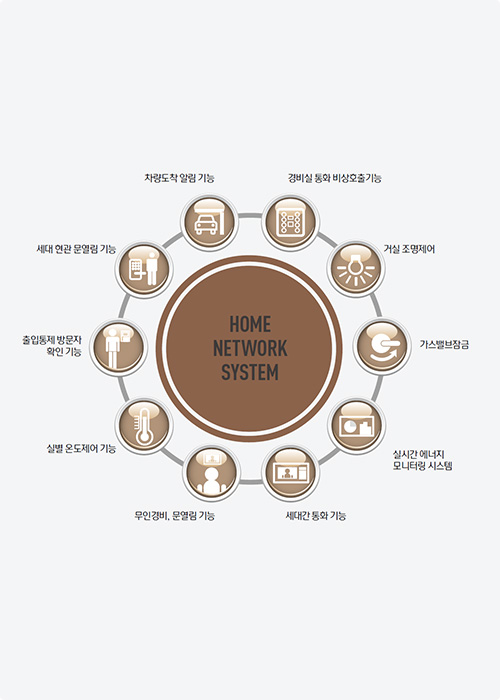 차량도착 알림 기능
경비실 통화 비상호출기능
세대 현관 문열림 기능
거실 조명제어
HOME
NETWORK
SYSTEM
출입통제 방문자
확인 기능
가스밸브잠금
실별 온도제어 기능
실시간 에너지
모니터링 시스템
무인경비, 문열림 기능
세대간 통화 기능